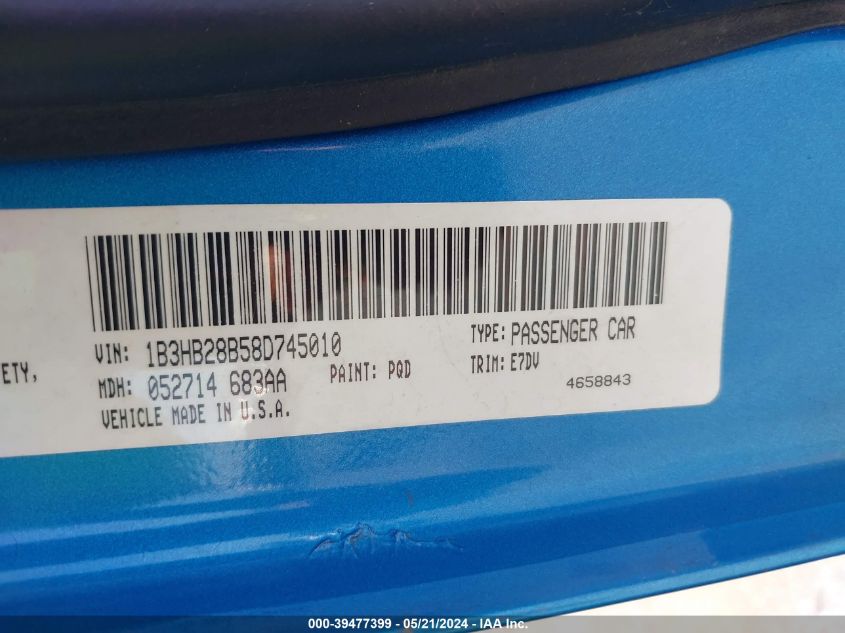 VIN: 1B3HB28B58D745010
TYPE: PASSENGER CAR
ETY,
MDH: 052714 683AA
PAINT: PQD
TRIM: E7DV
VEHICLE MADE IN U.S.A.
4658843
000-39477399 / 05/21/2024 - IAA Inc.